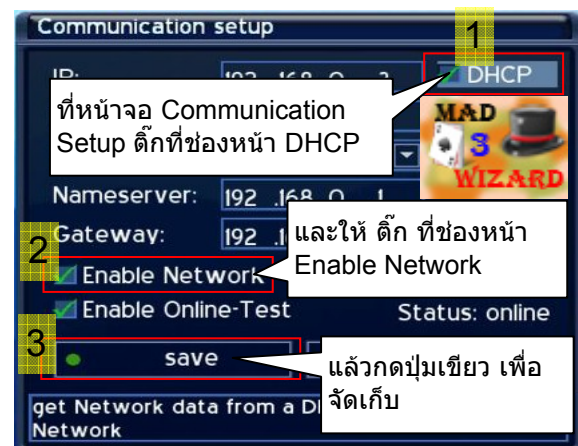 Communication setup
1
IP:
192 .168 .0 . 2
DHCP
ที่หน้าจอ Communication
Setup ติ๊กที่ช่องหน้า DHCP
MAD
3
WIZARD
Nameserver: 192 .168 .0 . 1
Gateway: 192
และให้ ติ๊ก ที่ช่องหน้า
Enable Network
2
Enable Network
Enable Online-Test
Status: online
3
save
แล้วกดปุ่มเขียว เพื่อ
จัดเก็บ
get Network data from a
Network